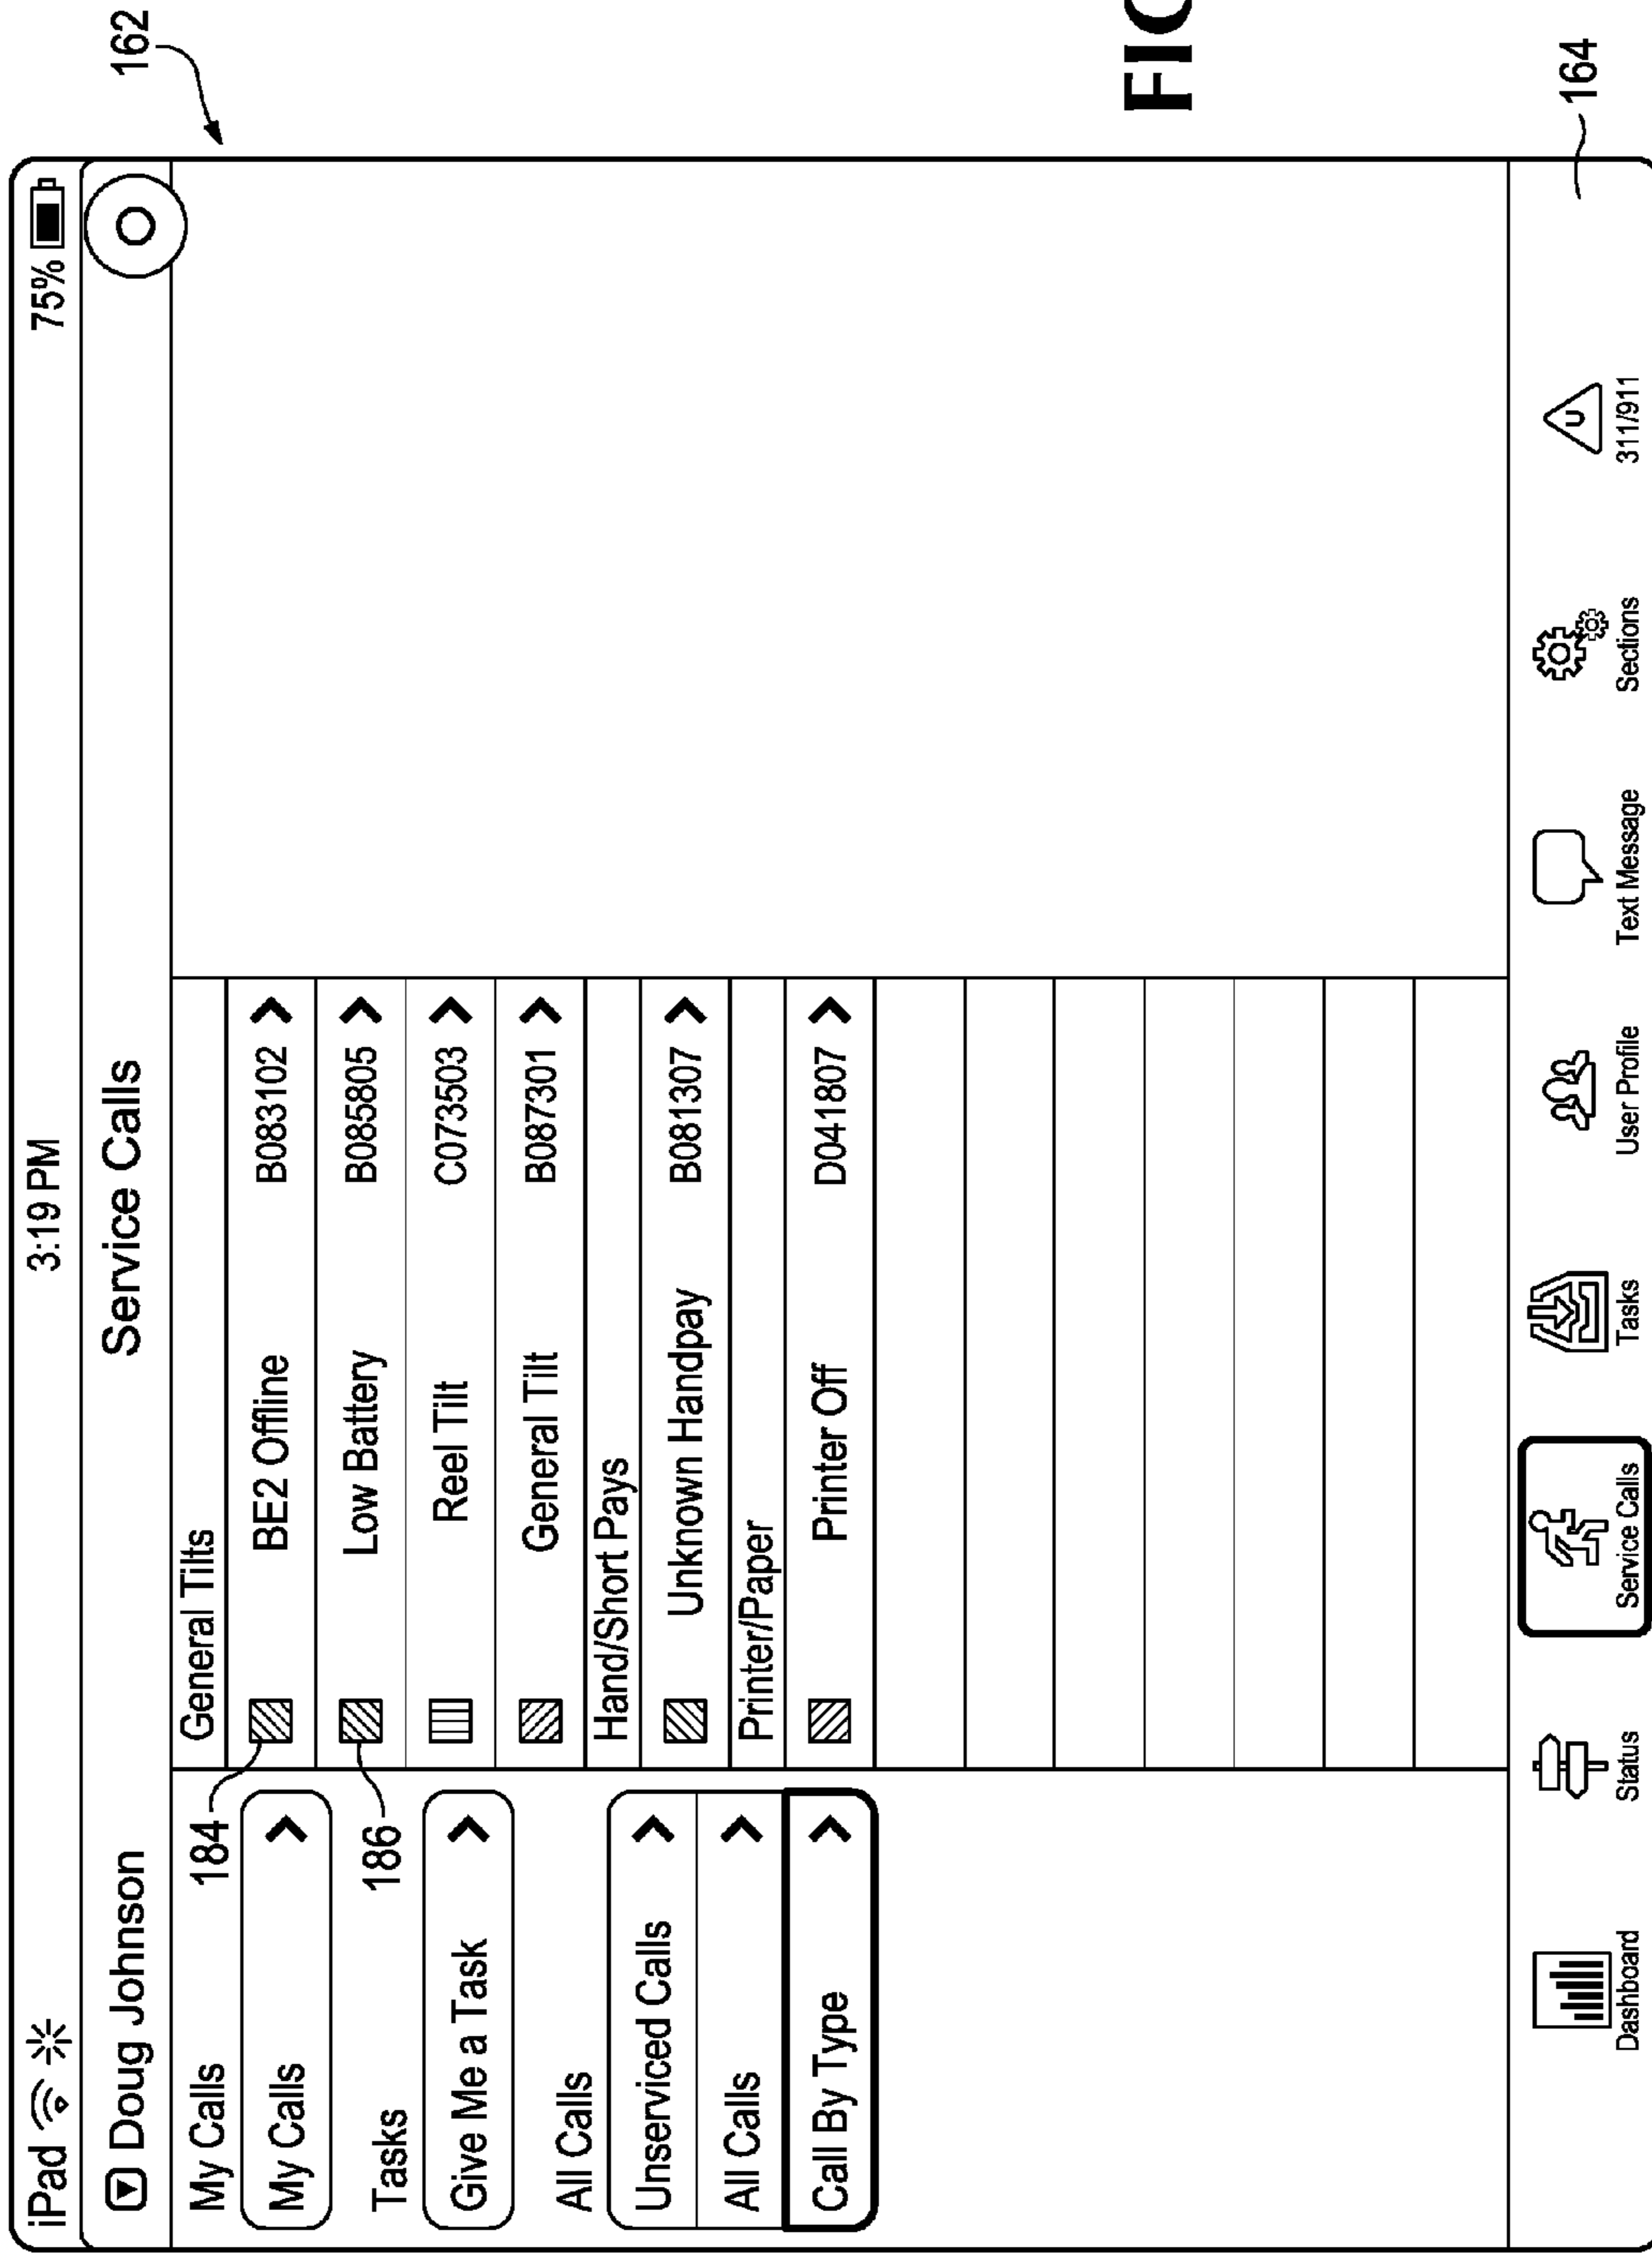 iPad 3:19 PM 75%
Doug Johnson Service Calls
162
My Calls
184
My Calls
Tasks
186
Give Me a Task
All Calls
Unserviced Calls
All Calls
Call By Type
General Tilts
BE2 Offline B083102
Low Battery B085805
Reel Tilt C073503
General Tilt B087301
Hand/Short Pays
Unknown Handpay B081307
Printer/Paper
Printer Off D041807
Dashboard
Status
Service Calls
Tasks
User Profile
Text Message
Sections
U
311/911
164